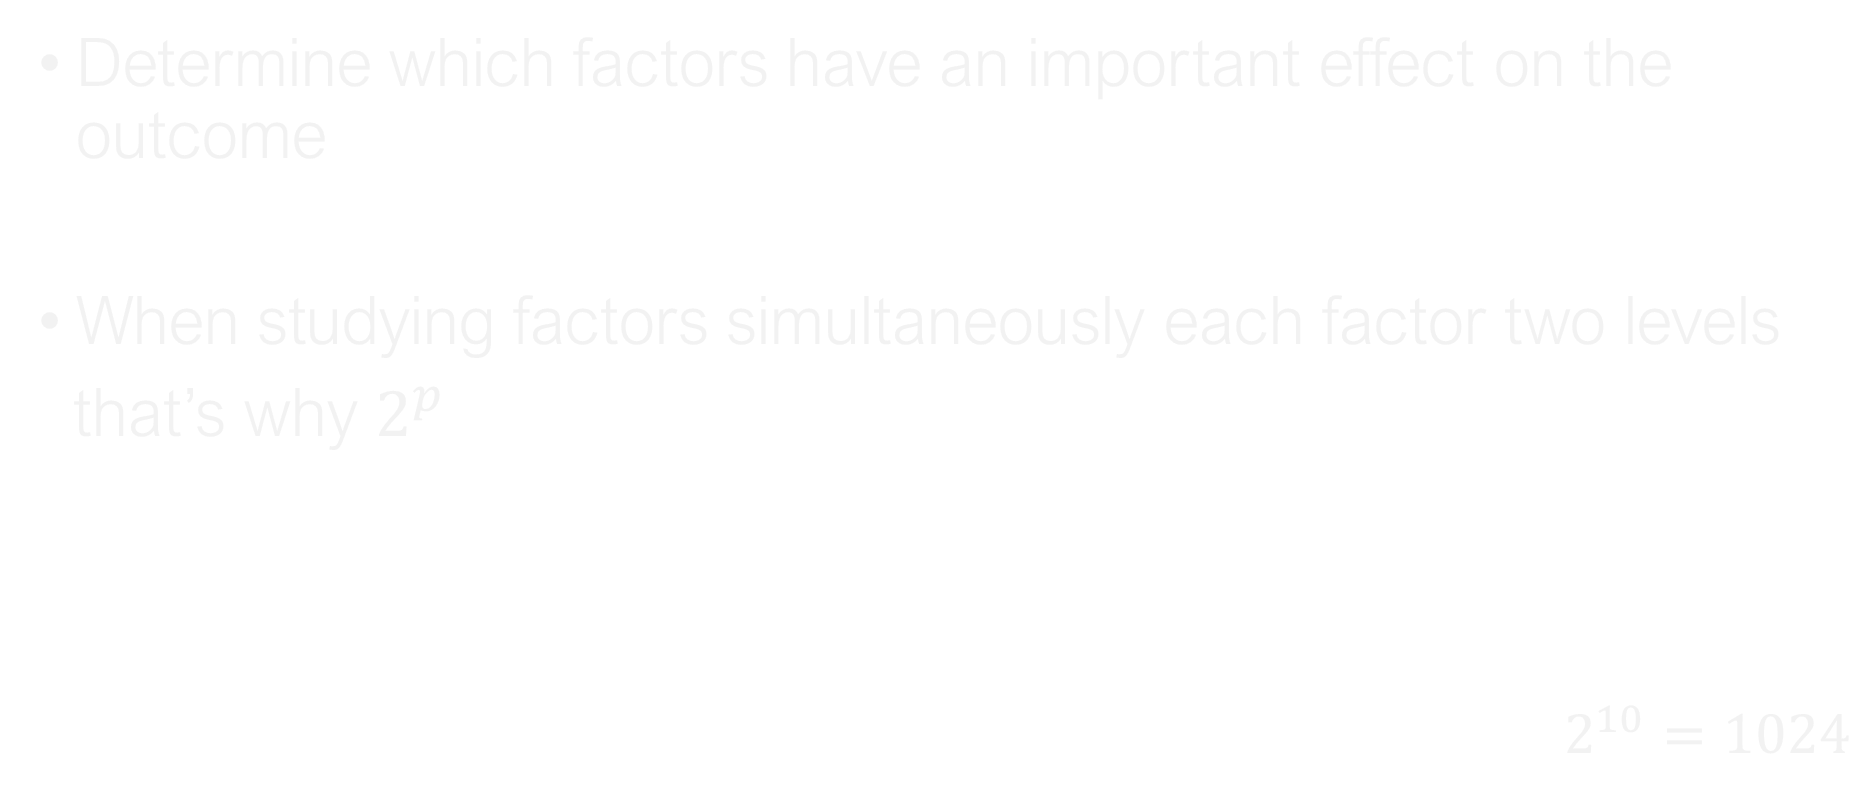 • Determine which factors have an important effect on the
outcome
• When studying factors simultaneously each factor two levels
that’s why 2^p
2^10 = 1024